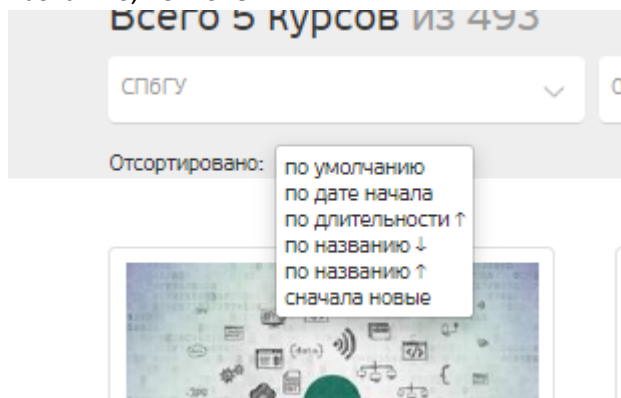 Всего 5 курсов из 493
СПбГУ
Отсортировано:
по умолчанию
по дате начала
по длительности ↑
по названию ↓
по названию ↑
сначала новые
{data}